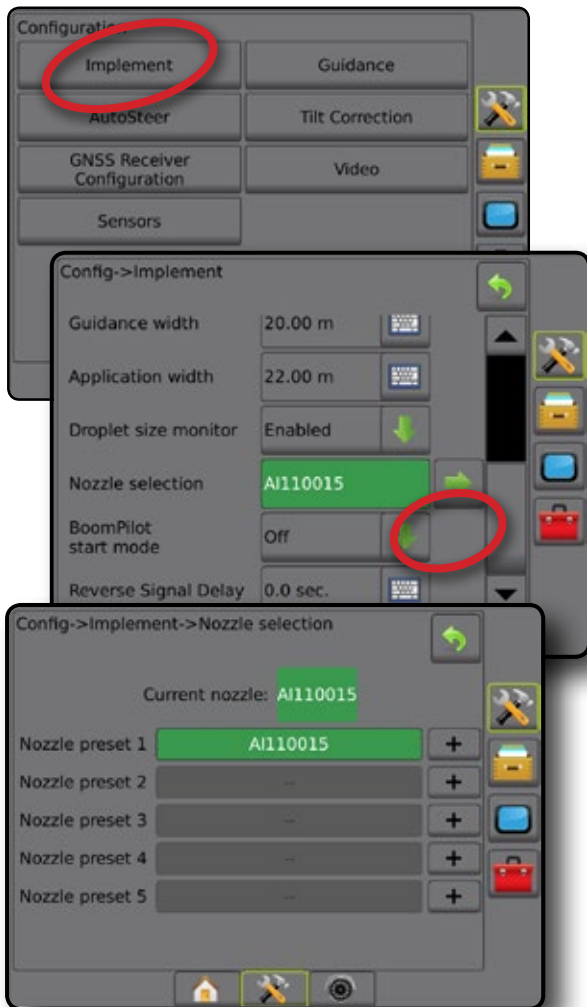 Configuration
Implement
Guidance
AutoSteer
Tilt Correction
GNSS Receiver
Configuration
Video
Sensors
Config->Implement
Guidance width 20.00 m
Application width 22.00 m
Droplet size monitor Enabled
Nozzle selection AI110015
BoomPilot
start mode Off
Reverse Signal Delay 0.0 sec.
Config->Implement->Nozzle selection
Current nozzle: AI110015
Nozzle preset 1 AI110015 +
Nozzle preset 2 -- +
Nozzle preset 3 -- +
Nozzle preset 4 -- +
Nozzle preset 5 -- +